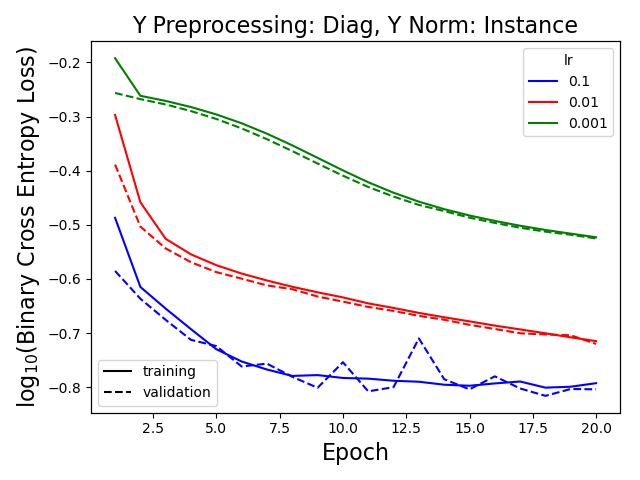 Y Preprocessing: Diag, Y Norm: Instance
log₁₀(Binary Cross Entropy Loss)
−0.2
−0.3
−0.4
−0.5
−0.6
−0.7
−0.8
lr
0.1
0.01
0.001
training
validation
2.5 5.0 7.5 10.0 12.5 15.0 17.5 20.0
Epoch